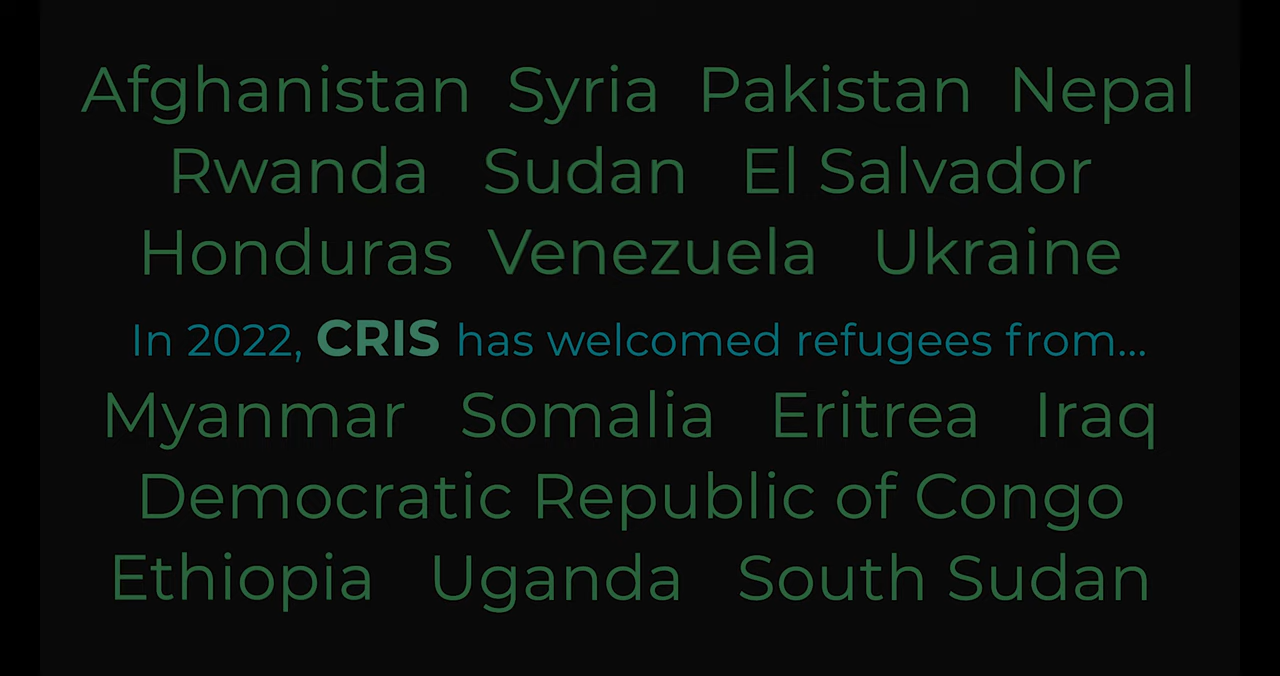 Afghanistan Syria Pakistan Nepal
Rwanda Sudan El Salvador
Honduras Venezuela Ukraine
In 2022, CRIS has welcomed refugees from...
Myanmar Somalia Eritrea Iraq
Democratic Republic of Congo
Ethiopia Uganda South Sudan